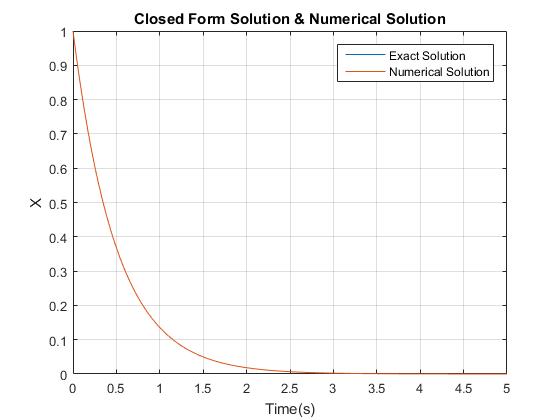 Closed Form Solution & Numerical Solution
Exact Solution
Numerical Solution
1
0.9
0.8
0.7
0.6
0.5
0.4
0.3
0.2
0.1
0
X
0 0.5 1 1.5 2 2.5 3 3.5 4 4.5 5
Time(s)